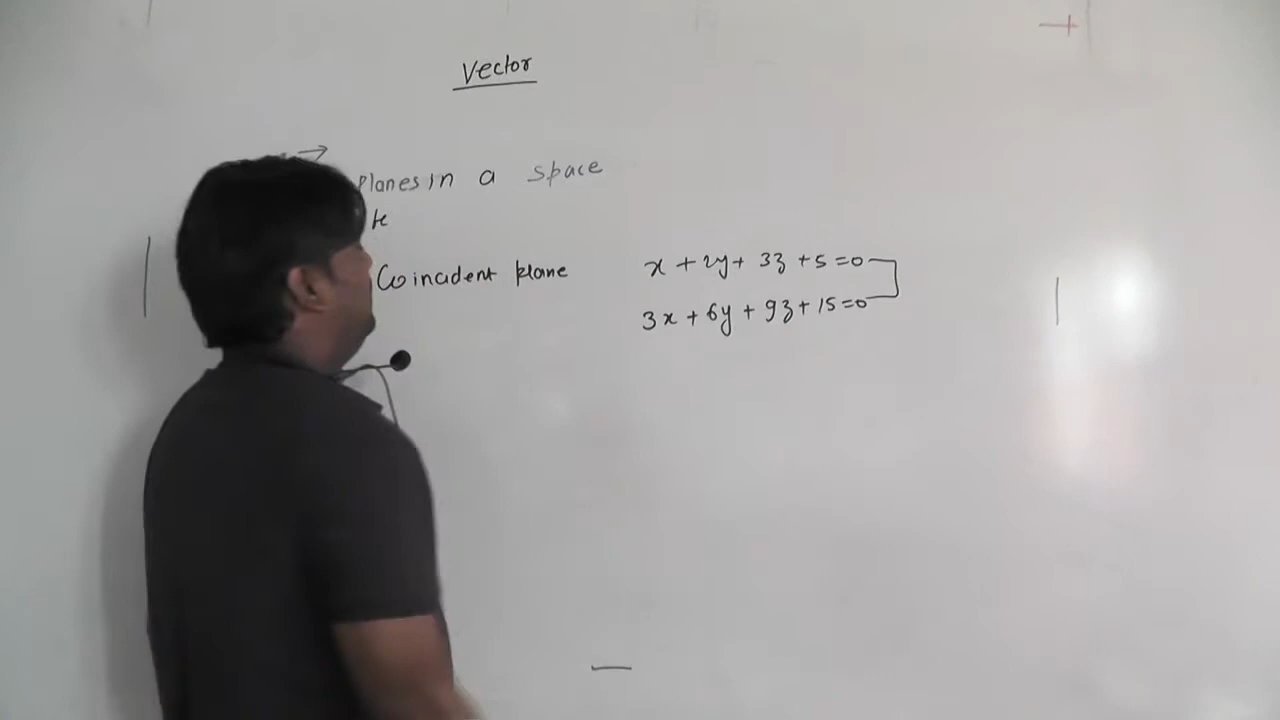 Vector
Planes in a space
Coincident plane
x + 2y + 3z + 5 = 0
3x + 6y + 9z + 15 = 0